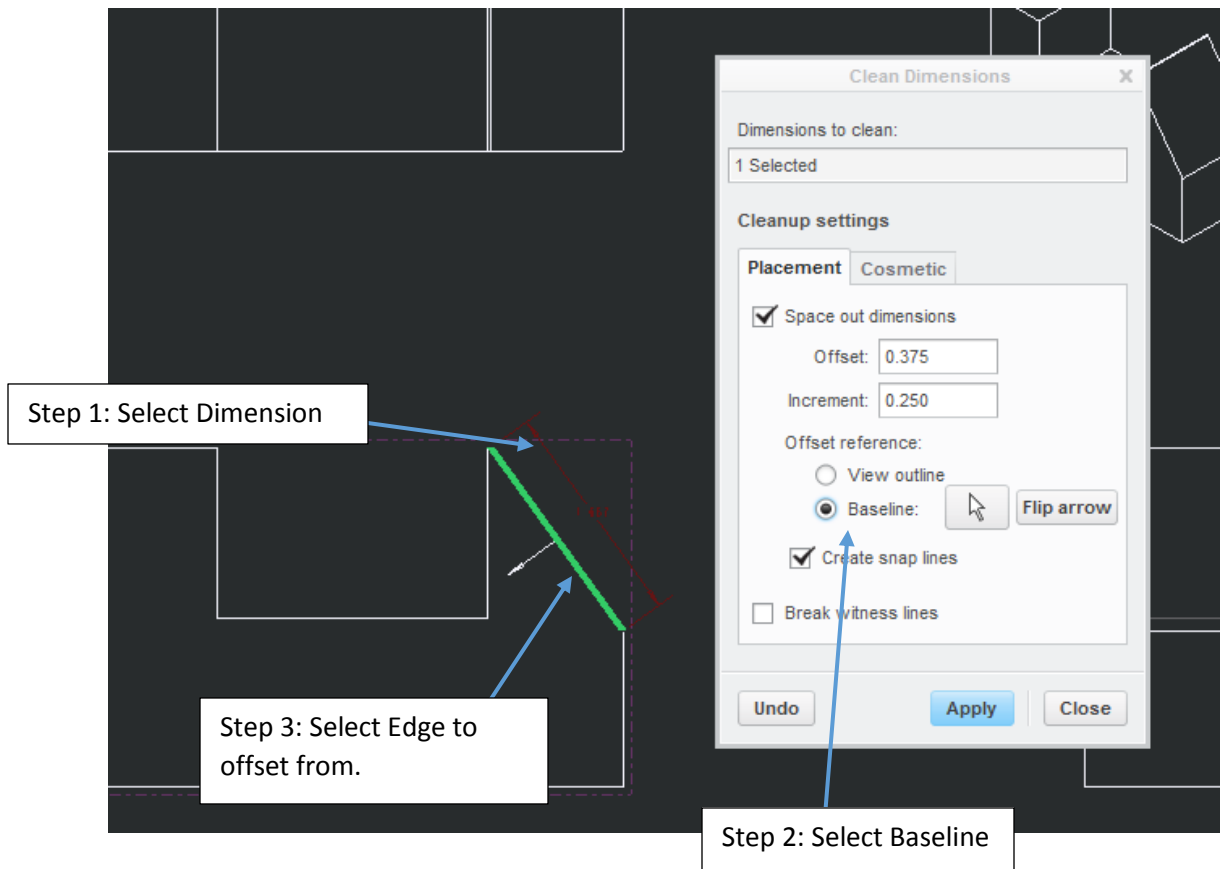 Clean Dimensions
Dimensions to clean:
1 Selected
Cleanup settings
Placement Cosmetic
Space out dimensions
Offset: 0.375
Increment: 0.250
Offset reference:
View outline
Baseline: Flip arrow
Create snap lines
Break witness lines
Undo Apply Close
Step 1: Select Dimension
Step 3: Select Edge to
offset from.
Step 2: Select Baseline